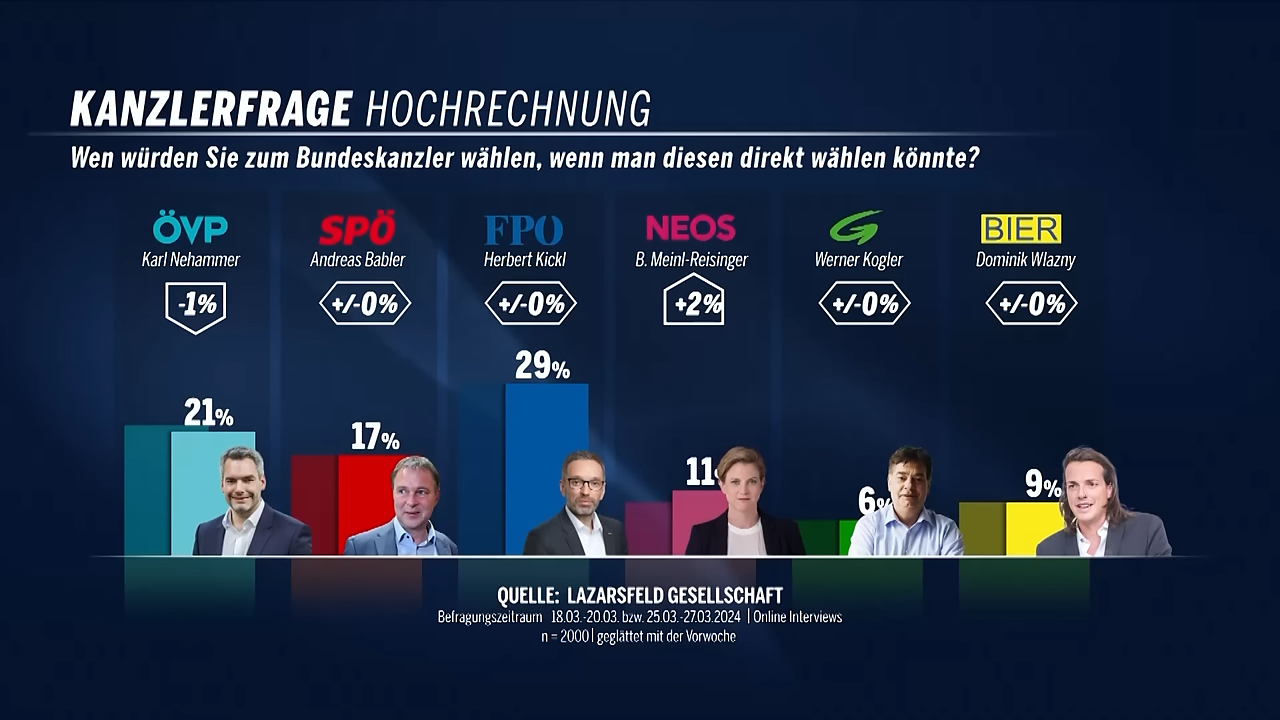 KANZLERFRAGE HOCHRECHNUNG
Wen würden Sie zum Bundeskanzler wählen, wenn man diesen direkt wählen könnte?
ÖVP SPÖ FPÖ NEOS G BIER
Karl Nehammer Andreas Babler Herbert Kickl B. Meinl-Reisinger Werner Kogler Dominik Wlazny
-1% +/-0% +/-0% +2% +/-0% +/-0%
21% 17% 29% 11 6% 9%
QUELLE: LAZARSFELD GESELLSCHAFT
Befragungszeitraum 18.03.-20.03. bzw. 25.03.-27.03.2024 | Online Interviews
n = 2000 | geglättet mit der Vorwoche